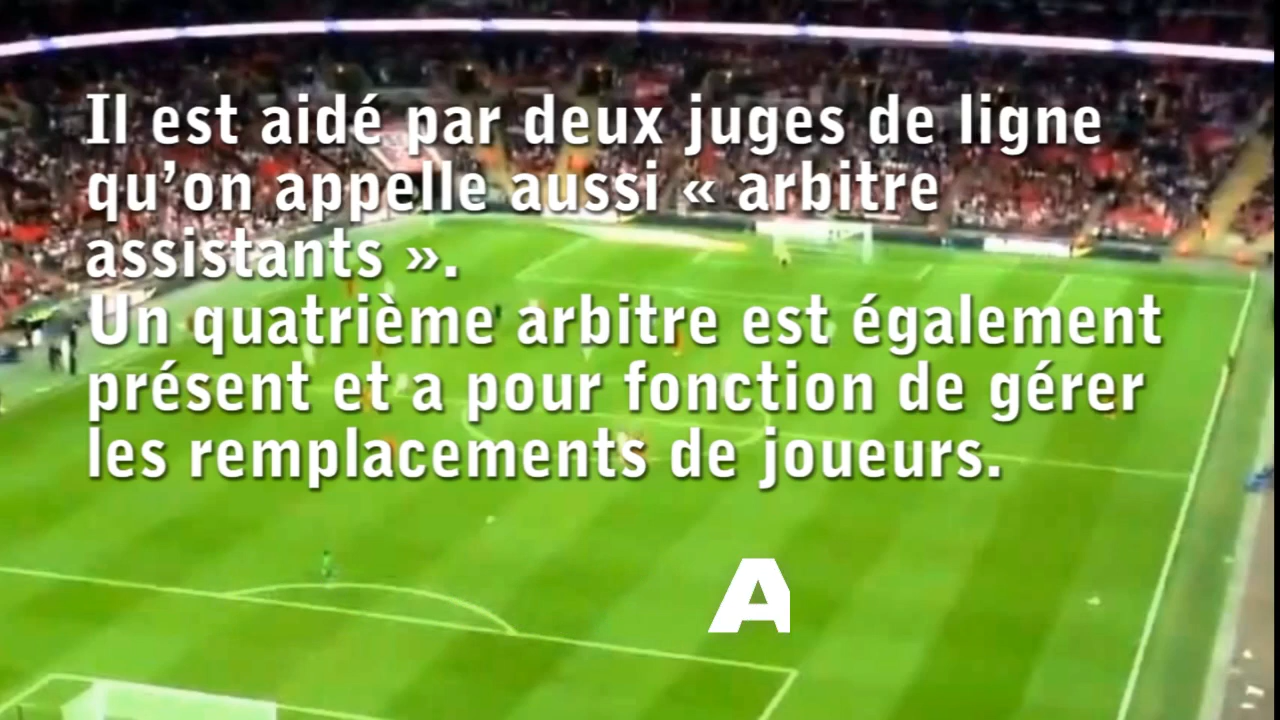 Il est aidé par deux juges de ligne
qu’on appelle aussi « arbitre
assistants ».
Un quatrième arbitre est également
présent et a pour fonction de gérer
les remplacements de joueurs.
A